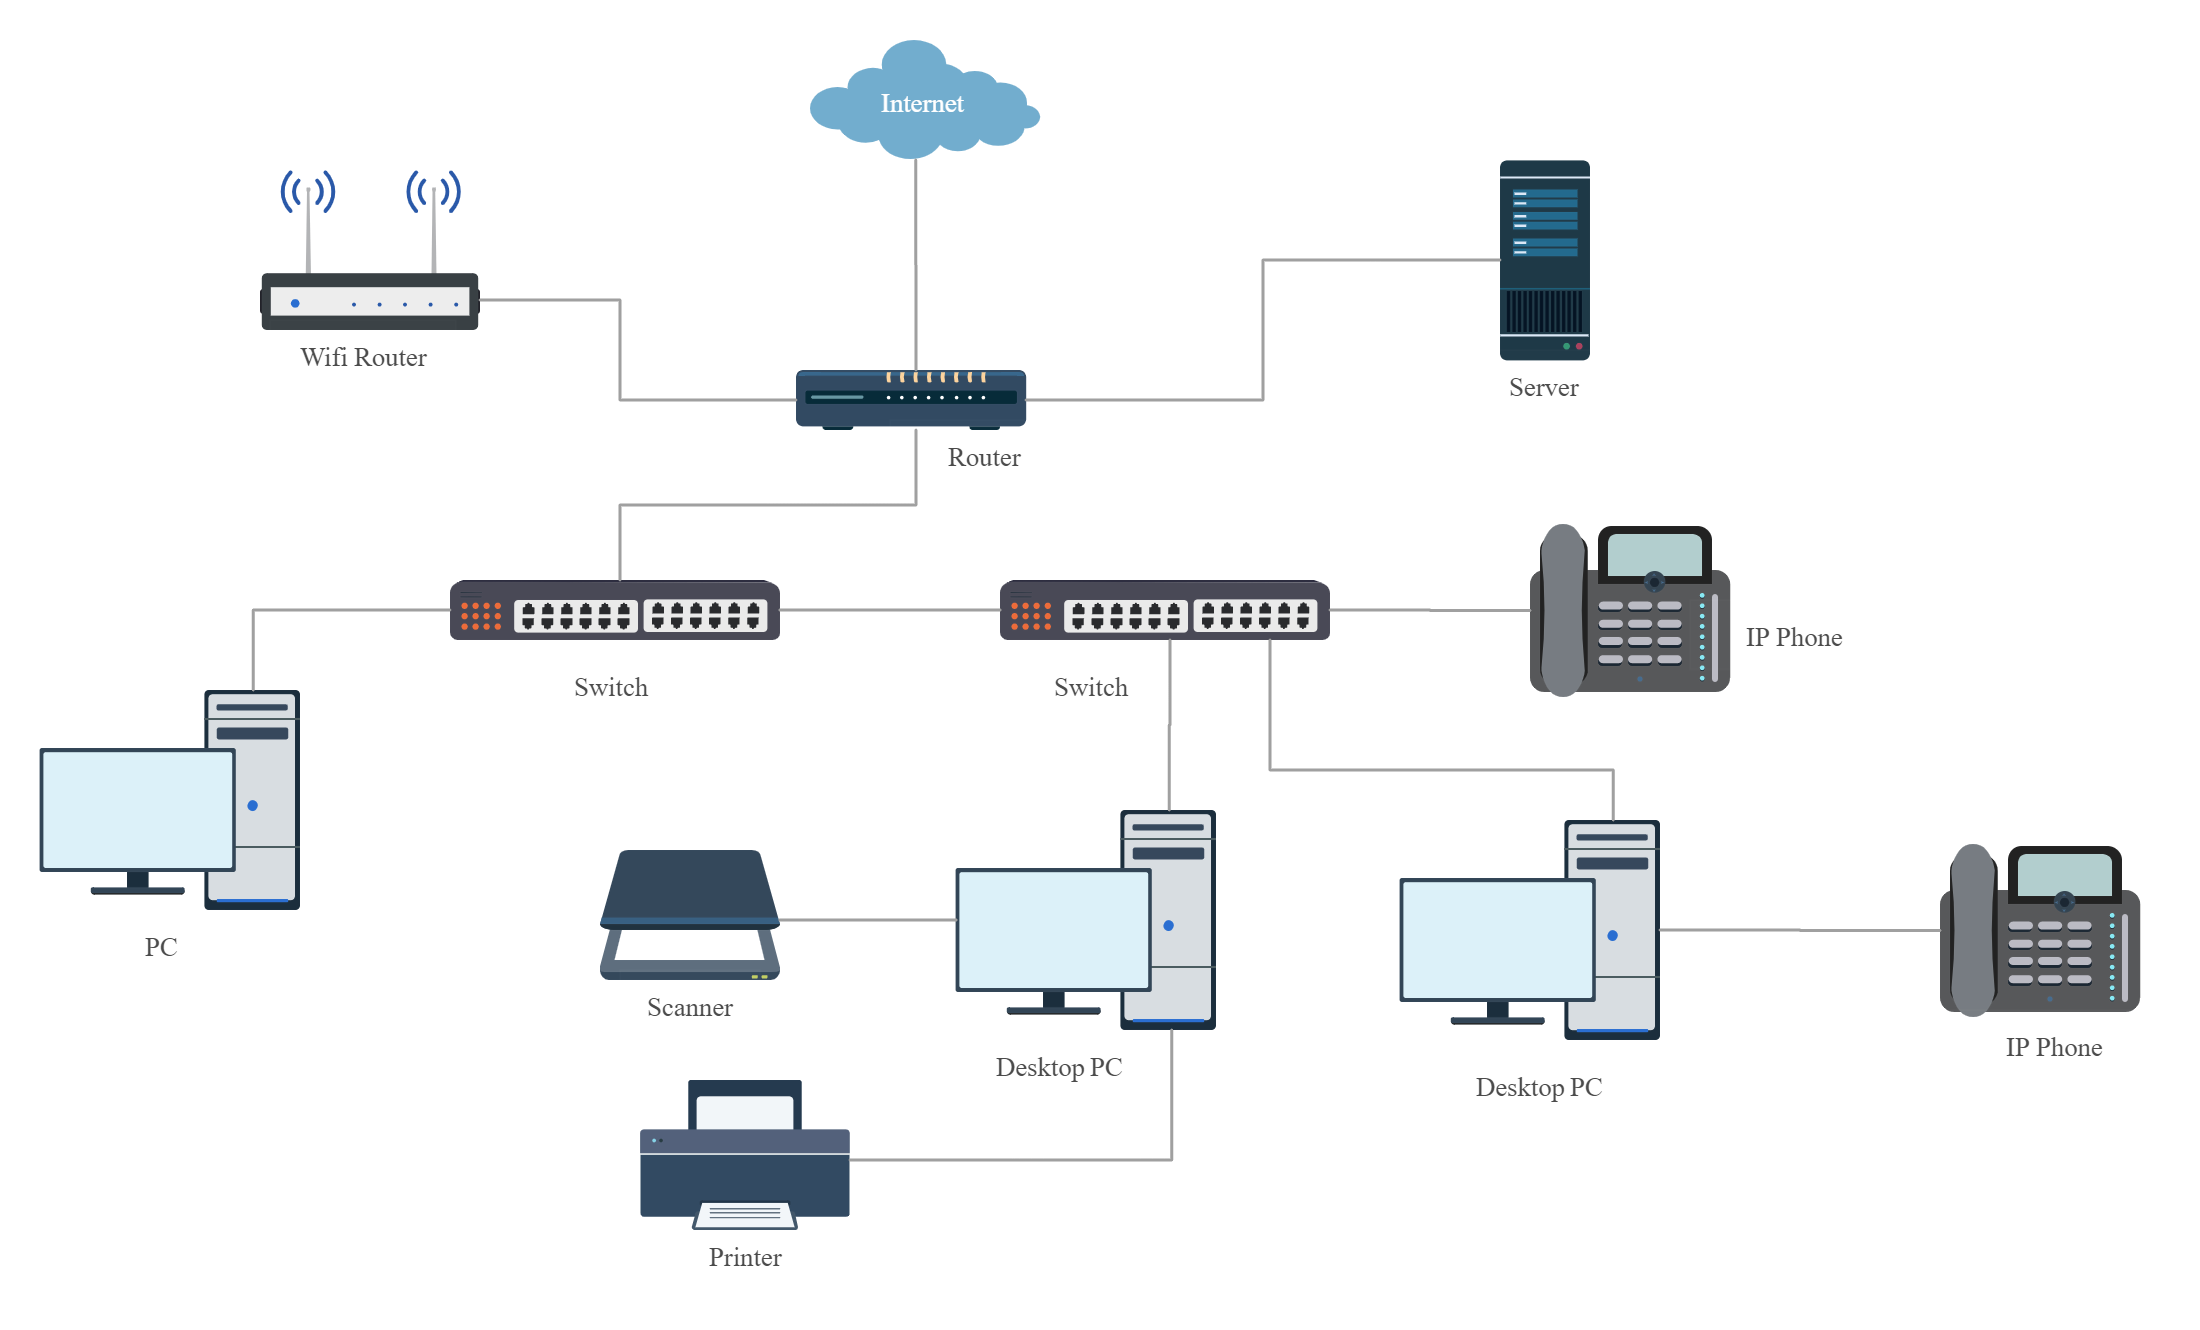 Internet
Wifi Router
Server
Router
IP Phone
Switch
Switch
PC
Scanner
Desktop PC
IP Phone
Desktop PC
Printer